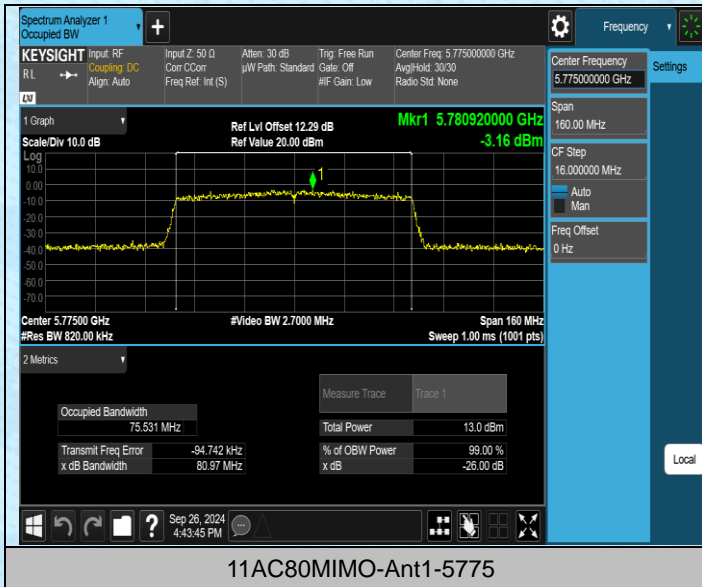 Spectrum Analyzer 1
Occupied BW
Frequency
KEYSIGHT
RL
LXI
Input: RF
Coupling: DC
Align: Auto
Input Z: 50 Ω
Corr CCorr
Freq Ref: Int (S)
Atten: 30 dB
µW Path: Standard
Trig: Free Run
Gate: Off
#IF Gain: Low
Center Freq: 5.775000000 GHz
Avg|Hold: 30/30
Radio Std: None
Center Frequency
5.775000000 GHz
Settings
Span
160.00 MHz
CF Step
16.000000 MHz
Auto
Man
Freq Offset
0 Hz
Local
1 Graph
Scale/Div 10.0 dB
Ref Lvl Offset 12.29 dB
Ref Value 20.00 dBm
Mkr1 5.780920000 GHz
-3.16 dBm
Log
10.0
0.00
-10.0
-20.0
-30.0
-40.0
-50.0
-60.0
-70.0
1
Center 5.77500 GHz
#Res BW 820.00 kHz
#Video BW 2.7000 MHz
Span 160 MHz
Sweep 1.00 ms (1001 pts)
2 Metrics
Measure Trace Trace 1
Occupied Bandwidth
75.531 MHz
Total Power 13.0 dBm
Transmit Freq Error -94.742 kHz
% of OBW Power 99.00 %
x dB Bandwidth 80.97 MHz
x dB -26.00 dB
Sep 26, 2024
4:43:45 PM
11AC80MIMO-Ant1-5775